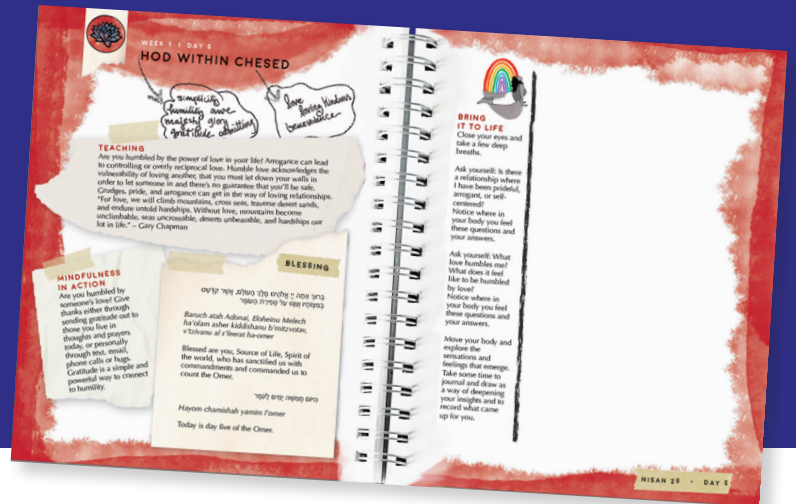 WEEK 1 | DAY 5
HOD WITHIN CHESED
simplicity
humility awe
majesty glory
gratitude admitting
love
loving kindness
benevolence
TEACHING
Are you humbled by the power of love in your life? Arrogance can lead
to controlling or overly reciprocal love. Humble love acknowledges the
vulnerability of loving another, that you must let down your walls in
order to let someone in and there's no guarantee that you'll be safe.
Grudges, pride, and arrogance can get in the way of loving relationships.
"For love, we will climb mountains, cross seas, traverse desert sands,
and endure untold hardships. Without love, mountains become
unclimbable, seas uncrossable, deserts unbearable, and hardships our
lot in life." – Gary Chapman
MINDFULNESS
IN ACTION
Are you humbled by
someone's love? Give
thanks either through
sending gratitude out to
those you live in
thoughts and prayers
today, or personally
through text, email,
phone calls or hugs.
Gratitude is a simple and
powerful way to connect
to humility.
BLESSING
בָּרוּךְ אַתָּה יְיָ אֱלֹהֵינוּ מֶלֶךְ הָעוֹלָם, אֲשֶׁר קִדְּשָׁנוּ
בְּמִצְוֹתָיו וְצִוָּנוּ עַל סְפִירַת הָעוֹמֶר
Baruch atah Adonai, Eloheinu Melech
ha'olam asher kiddishanu b'mitzvotav,
v'tzivanu al s'feerat ha-omer
Blessed are you, Source of Life, Spirit of
the world, who has sanctified us with
commandments and commanded us to
count the Omer.
הַיּוֹם חֲמִשָּׁה יָמִים לָעֹמֶר
Hayom chamishah yamim l'omer
Today is day five of the Omer.
BRING
IT TO LIFE
Close your eyes and
take a few deep
breaths.
Ask yourself: Is there
a relationship where
I have been prideful,
arrogant, or self-
centered?
Notice where in
your body you feel
these questions and
your answers.
Ask yourself: What
love humbles me?
What does it feel
like to be humbled
by love?
Notice where in
your body you feel
these questions and
your answers.
Move your body and
explore the
sensations and
feelings that emerge.
Take some time to
journal and draw as
a way of deepening
your insights and to
record what came
up for you.
NISAN 20 - DAY 5